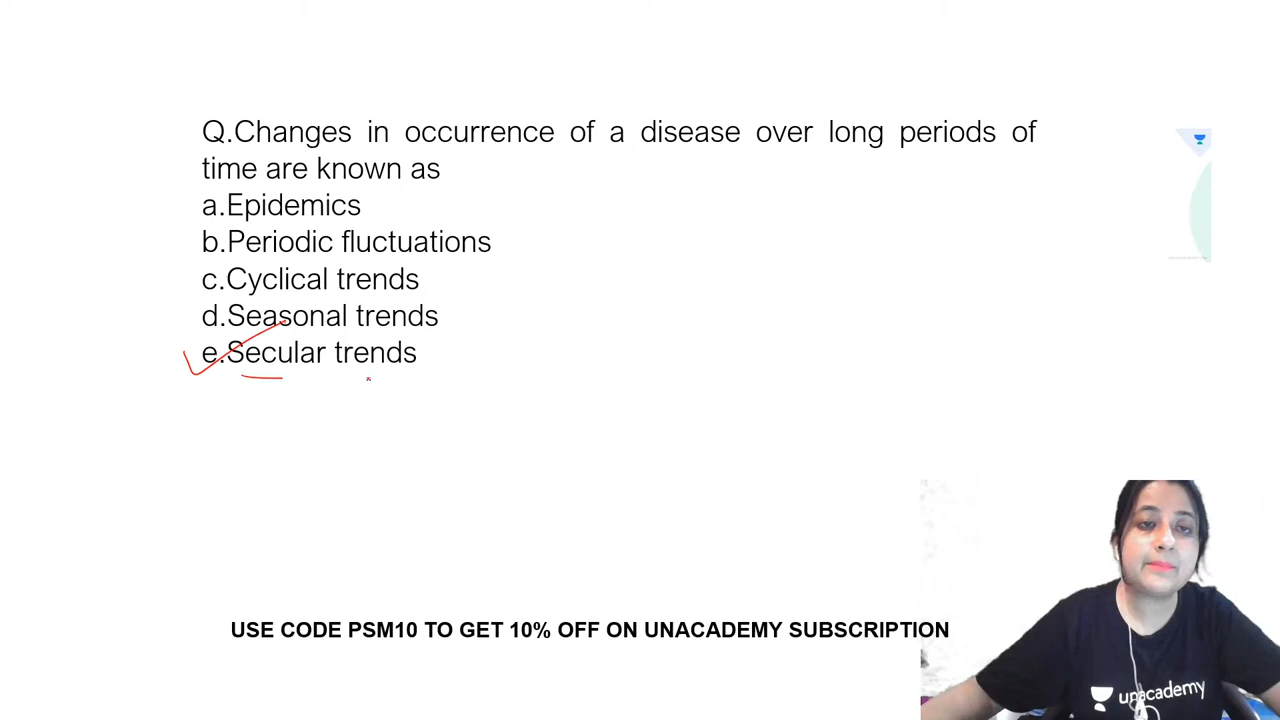 Q.Changes in occurrence of a disease over long periods of
time are known as
a.Epidemics
b.Periodic fluctuations
c.Cyclical trends
d.Seasonal trends
e.Secular trends
USE CODE PSM10 TO GET 10% OFF ON UNACADEMY SUBSCRIPTION
unacademy